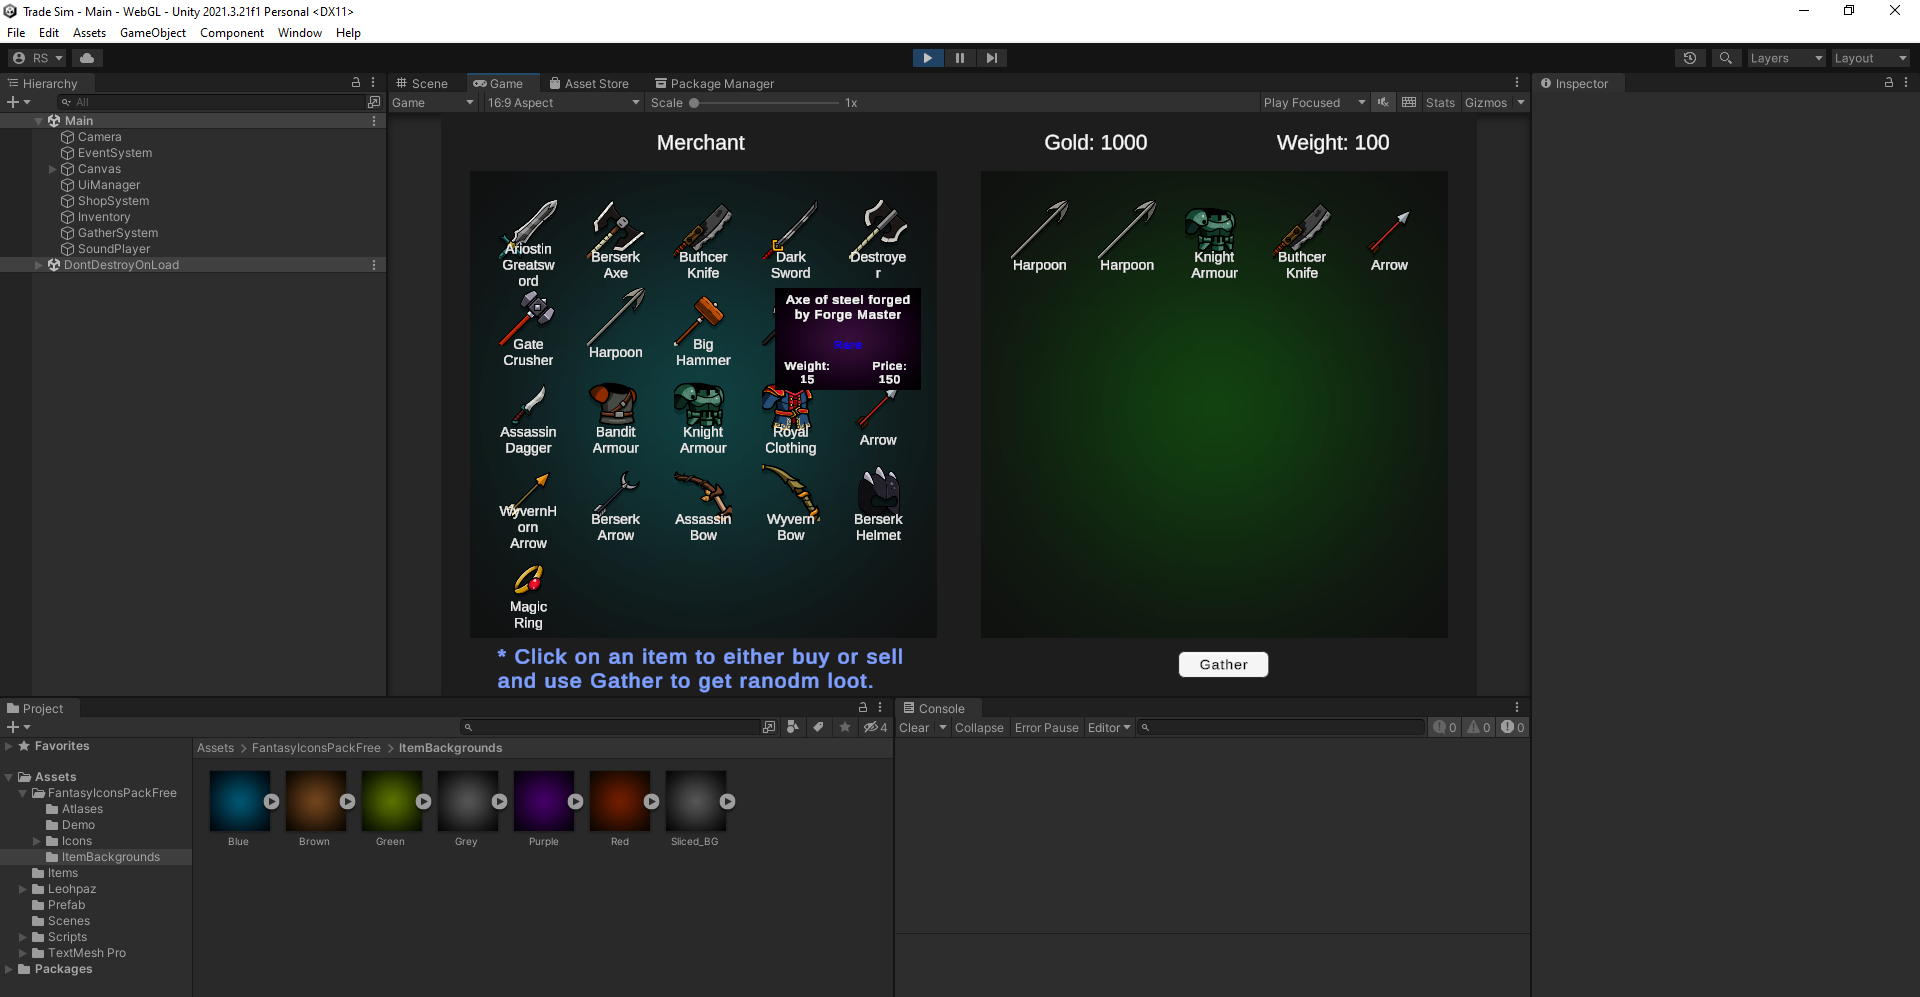 Trade Sim - Main - WebGL - Unity 2021.3.21f1 Personal <DX11>
File Edit Assets GameObject Component Window Help
RS
Layers
Layout
Hierarchy
All
Main
Camera
EventSystem
Canvas
UiManager
ShopSystem
Inventory
GatherSystem
SoundPlayer
DontDestroyOnLoad
Scene Game Asset Store Package Manager
Game 16:9 Aspect Scale 1x Play Focused Stats Gizmos
Inspector
Merchant
Gold: 1000
Weight: 100
Ariostin
Greatsw
ord
Berserk
Axe
Buthcer
Knife
Dark
Sword
Destroye
r
Gate
Crusher
Harpoon
Big
Hammer
Axe of steel forged
by Forge Master
Rare
Weight:
15
Price:
150
Assassin
Dagger
Bandit
Armour
Knight
Armour
Royal
Clothing
Arrow
WyvernH
orn
Arrow
Berserk
Arrow
Assassin
Bow
Wyvern
Bow
Berserk
Helmet
Magic
Ring
Harpoon
Harpoon
Knight
Armour
Buthcer
Knife
Arrow
* Click on an item to either buy or sell
and use Gather to get ranodm loot.
Gather
Project
4
Favorites
Assets
FantasyIconsPackFree
Atlases
Demo
Icons
ItemBackgrounds
Items
Leohpaz
Prefab
Scenes
Scripts
TextMesh Pro
Packages
Assets > FantasyIconsPackFree > ItemBackgrounds
Blue
Brown
Green
Grey
Purple
Red
Sliced_BG
Console
Clear Collapse Error Pause Editor 0 0 0